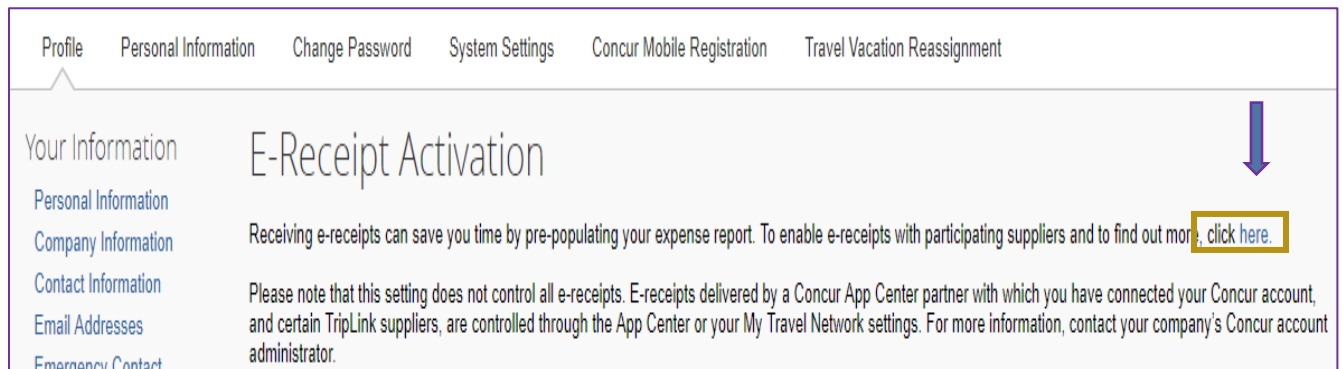 Profile Personal Information Change Password System Settings Concur Mobile Registration Travel Vacation Reassignment
Your Information
Personal Information
Company Information
Contact Information
Email Addresses
Emergency Contact
E-Receipt Activation
Receiving e-receipts can save you time by pre-populating your expense report. To enable e-receipts with participating suppliers and to find out more, click here.
Please note that this setting does not control all e-receipts. E-receipts delivered by a Concur App Center partner with which you have connected your Concur account,
and certain TripLink suppliers, are controlled through the App Center or your My Travel Network settings. For more information, contact your company's Concur account
administrator.